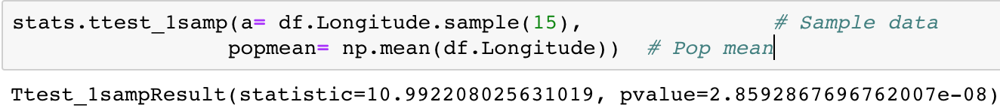 stats.ttest_1samp(a= df.Longitude.sample(15), # Sample data
popmean= np.mean(df.Longitude)) # Pop mean
Ttest_1sampResult(statistic=10.992208025631019, pvalue=2.8592867696762007e-08)